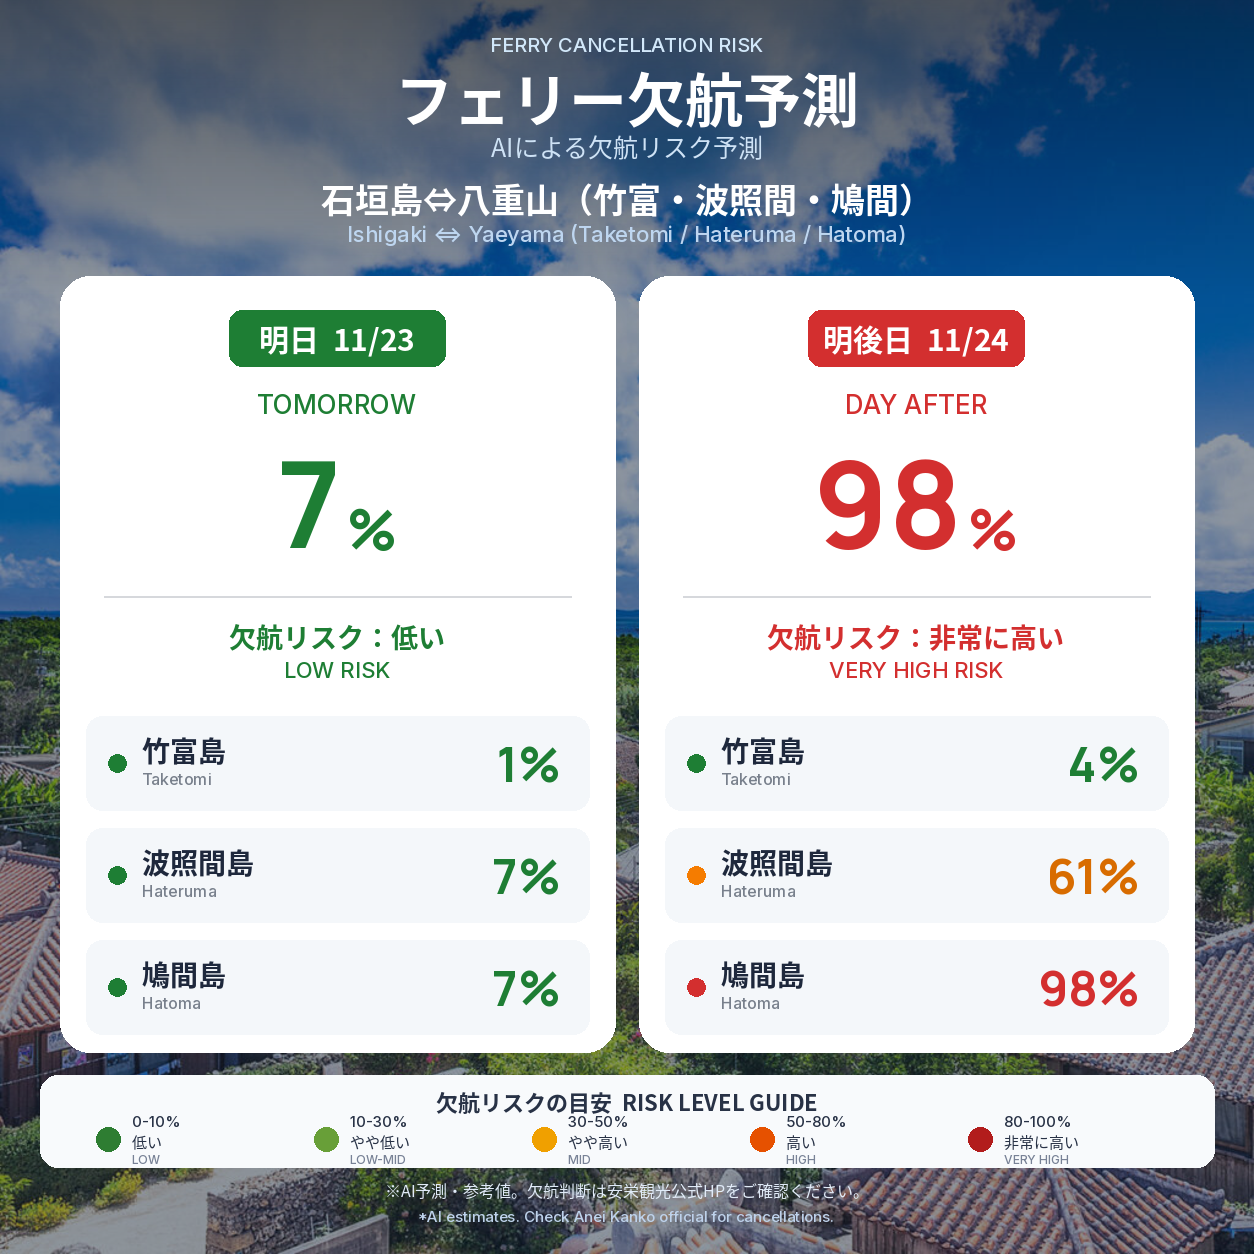 FERRY CANCELLATION RISK
フェリー欠航予測
AIによる欠航リスク予測
石垣島⇔八重山（竹富・波照間・鳩間）
Ishigaki ⇔ Yaeyama (Taketomi / Hateruma / Hatoma)
明日 11/23
TOMORROW
7%
欠航リスク：低い
LOW RISK
竹富島
Taketomi
1%
波照間島
Hateruma
7%
鳩間島
Hatoma
7%
明後日 11/24
DAY AFTER
98%
欠航リスク：非常に高い
VERY HIGH RISK
竹富島
Taketomi
4%
波照間島
Hateruma
61%
鳩間島
Hatoma
98%
欠航リスクの目安 RISK LEVEL GUIDE
0-10%
低い
LOW
10-30%
やや低い
LOW-MID
30-50%
やや高い
MID
50-80%
高い
HIGH
80-100%
非常に高い
VERY HIGH
※AI予測・参考値。欠航判断は安栄観光公式HPをご確認ください。
*AI estimates. Check Anei Kanko official for cancellations.